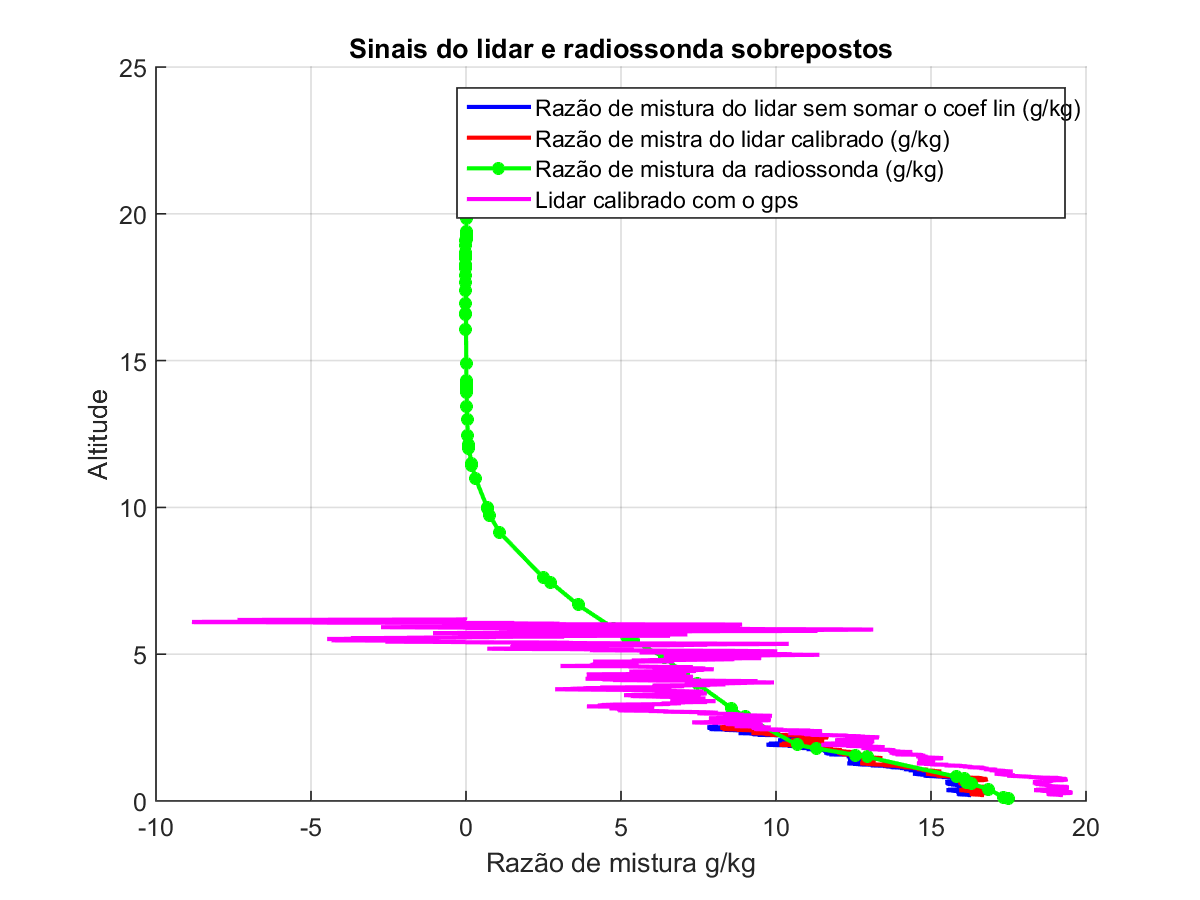 Sinais do lidar e radiossonda sobrepostos
25
20
15
10
5
0
Altitude
Razão de mistura do lidar sem somar o coef lin (g/kg)
Razão de mistra do lidar calibrado (g/kg)
Razão de mistura da radiossonda (g/kg)
Lidar calibrado com o gps
-10 -5 0 5 10 15 20
Razão de mistura g/kg